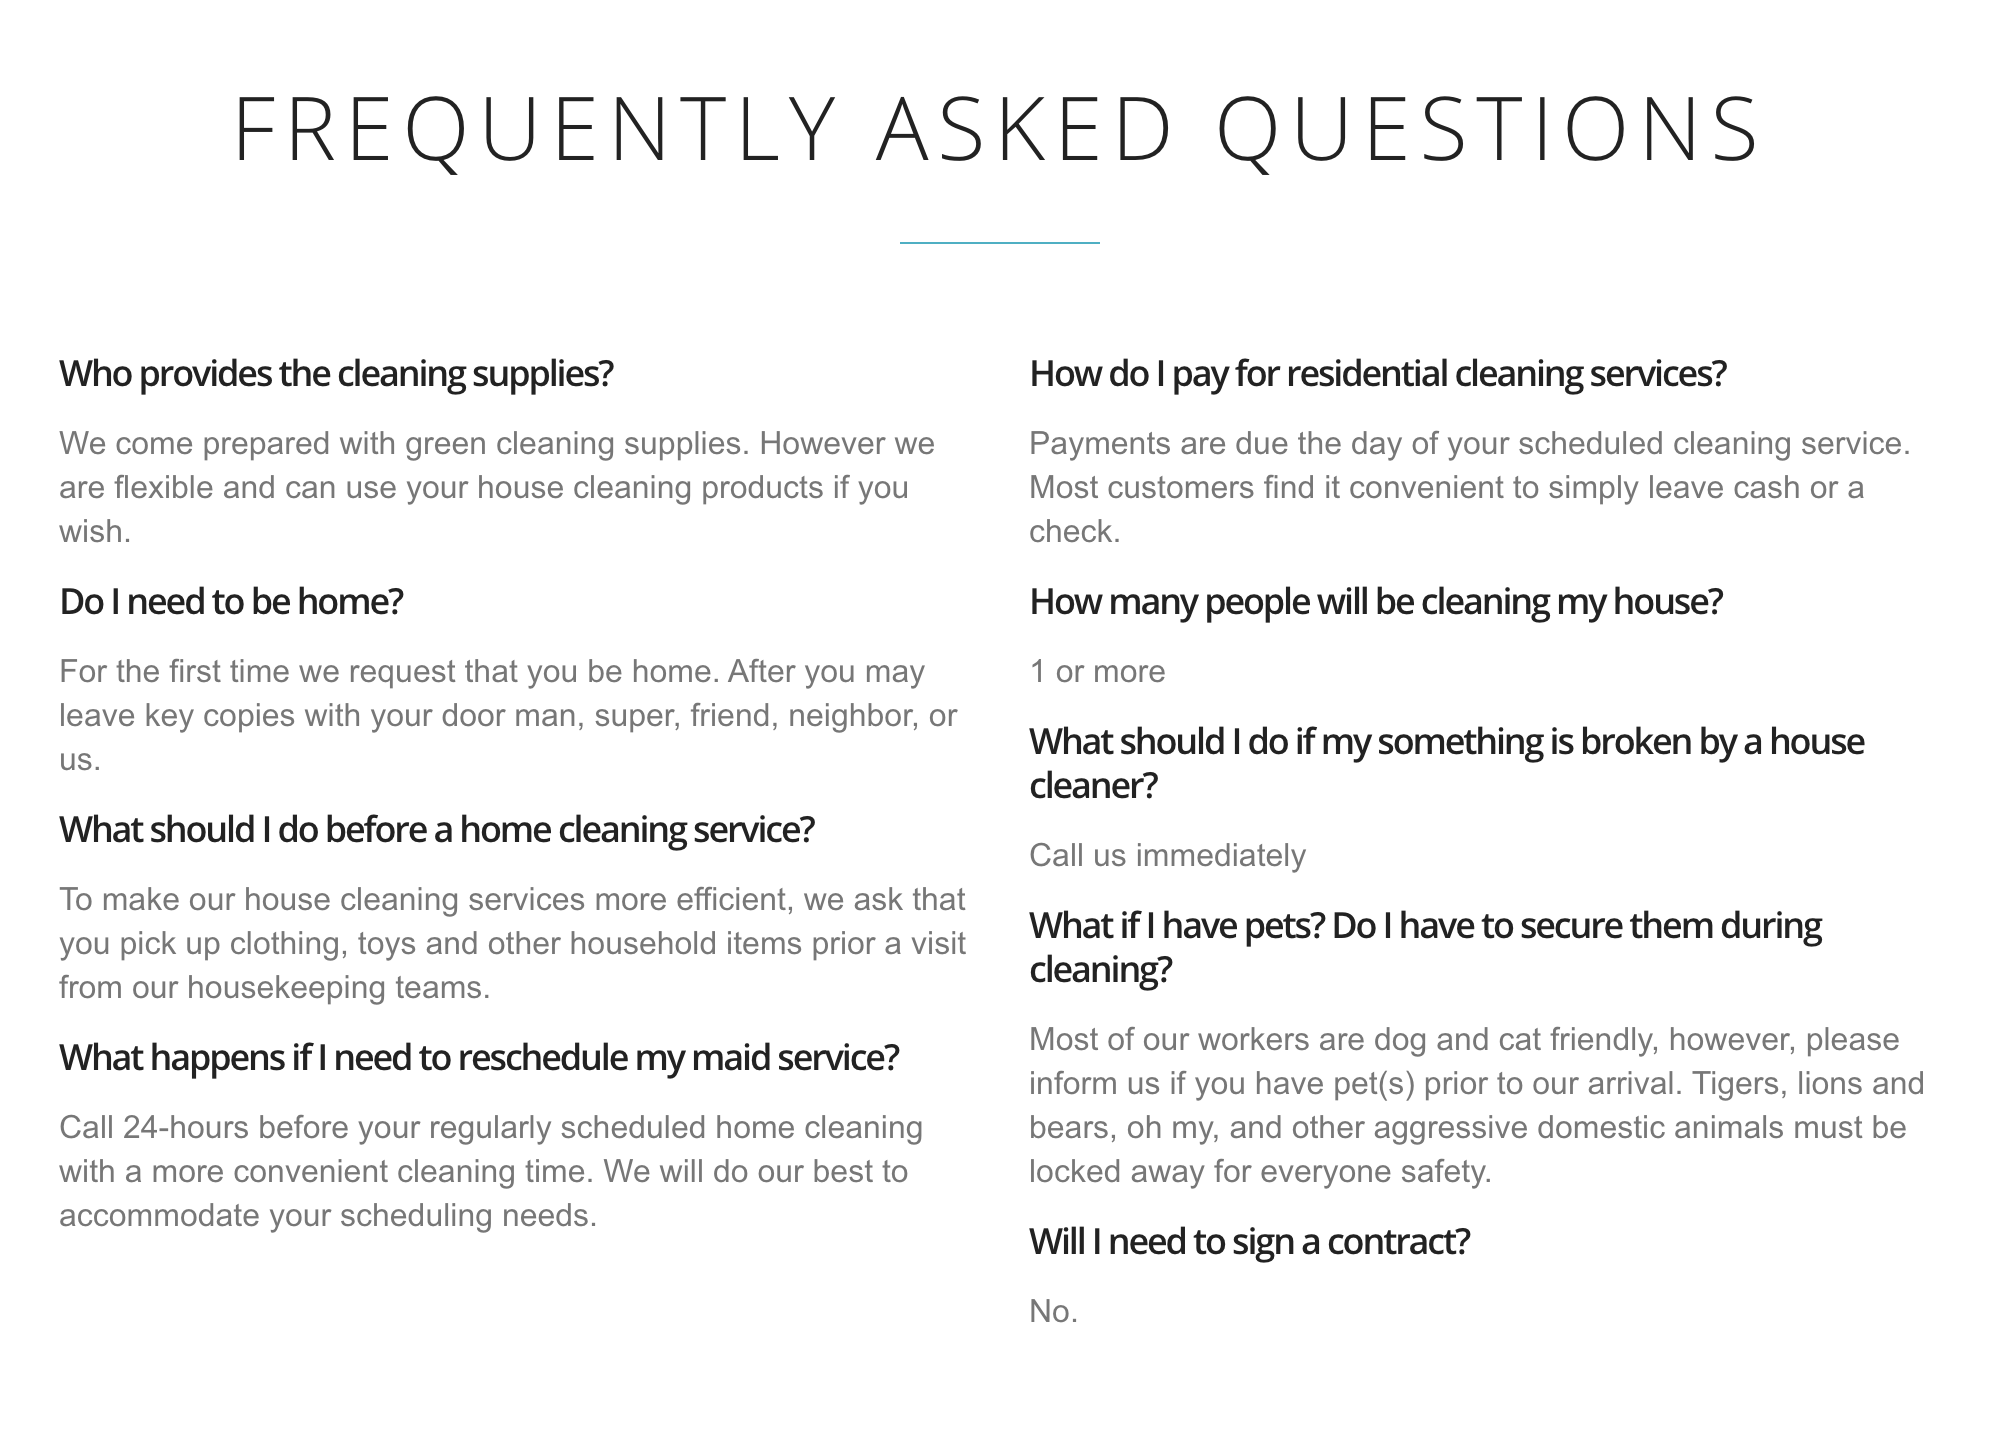 FREQUENTLY ASKED QUESTIONS
Who provides the cleaning supplies?
We come prepared with green cleaning supplies. However we
are flexible and can use your house cleaning products if you
wish.
Do I need to be home?
For the first time we request that you be home. After you may
leave key copies with your door man, super, friend, neighbor, or
us.
What should I do before a home cleaning service?
To make our house cleaning services more efficient, we ask that
you pick up clothing, toys and other household items prior a visit
from our housekeeping teams.
What happens if I need to reschedule my maid service?
Call 24-hours before your regularly scheduled home cleaning
with a more convenient cleaning time. We will do our best to
accommodate your scheduling needs.
How do I pay for residential cleaning services?
Payments are due the day of your scheduled cleaning service.
Most customers find it convenient to simply leave cash or a
check.
How many people will be cleaning my house?
1 or more
What should I do if my something is broken by a house
cleaner?
Call us immediately
What if I have pets? Do I have to secure them during
cleaning?
Most of our workers are dog and cat friendly, however, please
inform us if you have pet(s) prior to our arrival. Tigers, lions and
bears, oh my, and other aggressive domestic animals must be
locked away for everyone safety.
Will I need to sign a contract?
No.